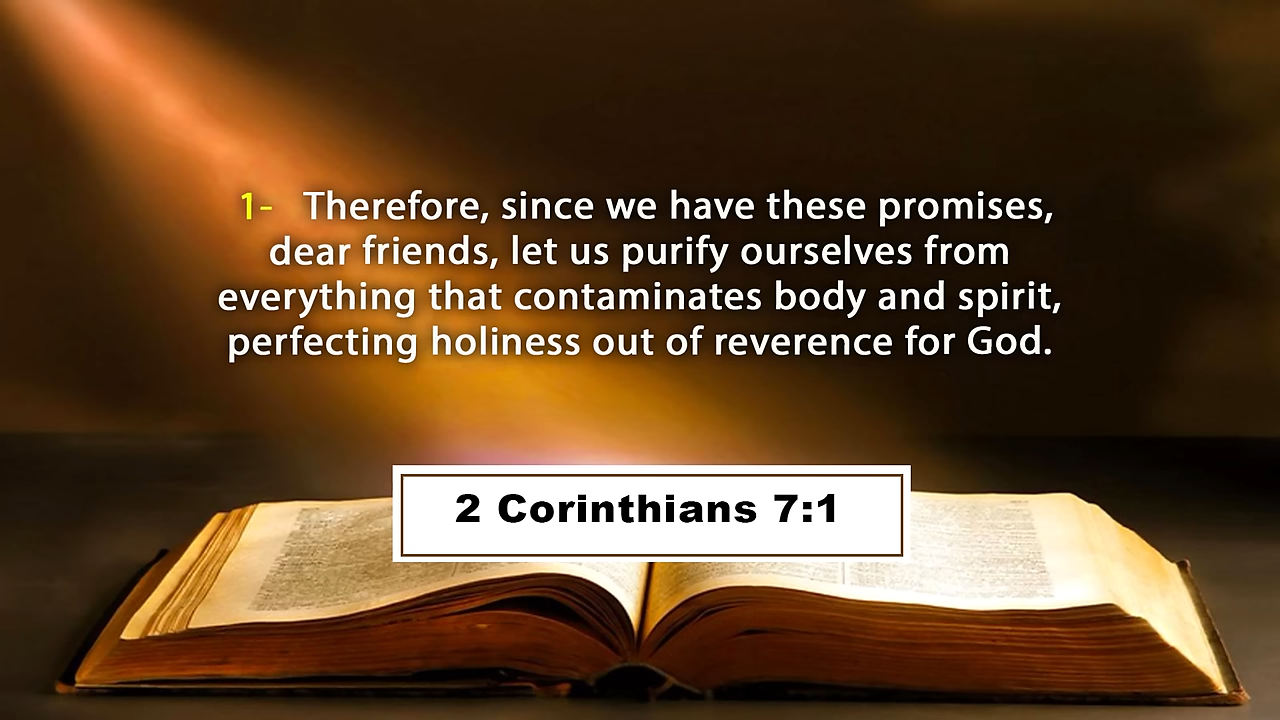 1- Therefore, since we have these promises,
dear friends, let us purify ourselves from
everything that contaminates body and spirit,
perfecting holiness out of reverence for God.
2 Corinthians 7:1